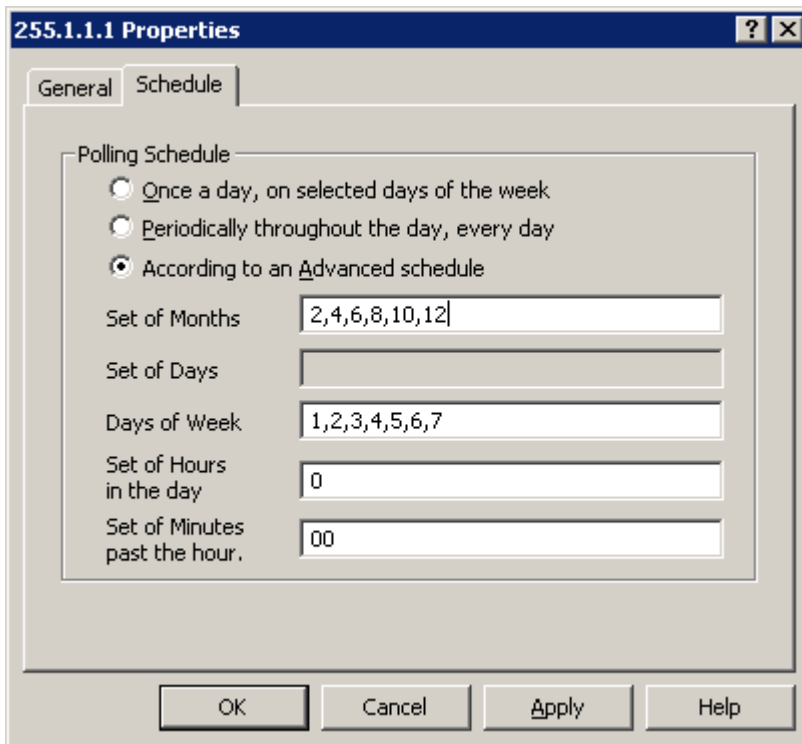 255.1.1.1 Properties
General
Schedule
Polling Schedule
Once a day, on selected days of the week
Periodically throughout the day, every day
According to an Advanced schedule
Set of Months
2,4,6,8,10,12
Set of Days
Days of Week
1,2,3,4,5,6,7
Set of Hours
in the day
0
Set of Minutes
past the hour.
00
OK
Cancel
Apply
Help